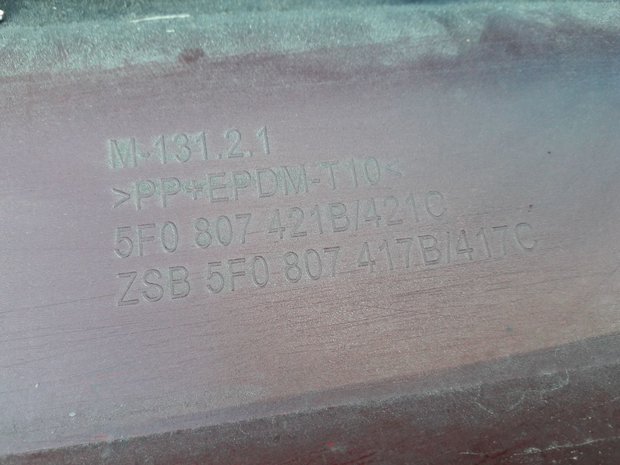 M-131.2.1
>PP+EPDM-T10<
5F0 807 421B/421C
ZSB 5F0 807 417B/417C